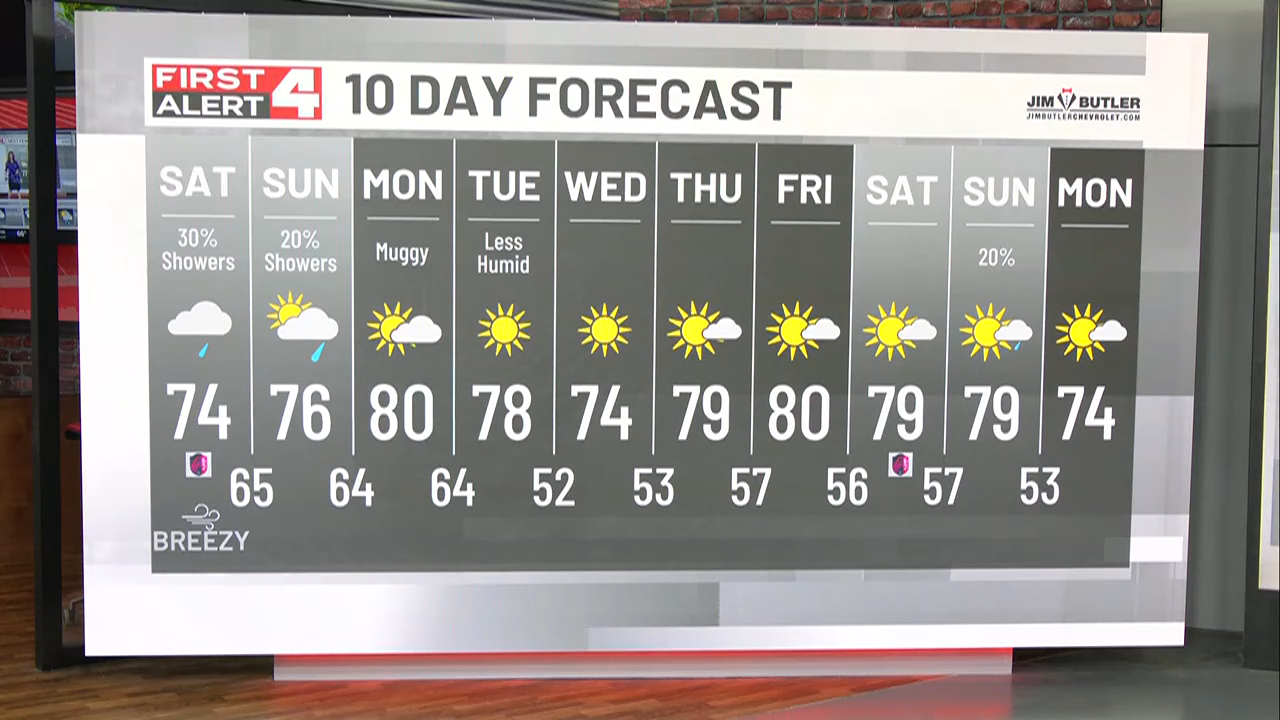 FIRST
ALERT 4
10 DAY FORECAST
JIM BUTLER
JIMBUTLERCHEVROLET.COM
SAT SUN MON TUE WED THU FRI SAT SUN MON
30% Showers
20% Showers
Muggy
Less Humid
20%
74 76 80 78 74 79 80 79 79 74
65 64 64 52 53 57 56 57 53
BREEZY